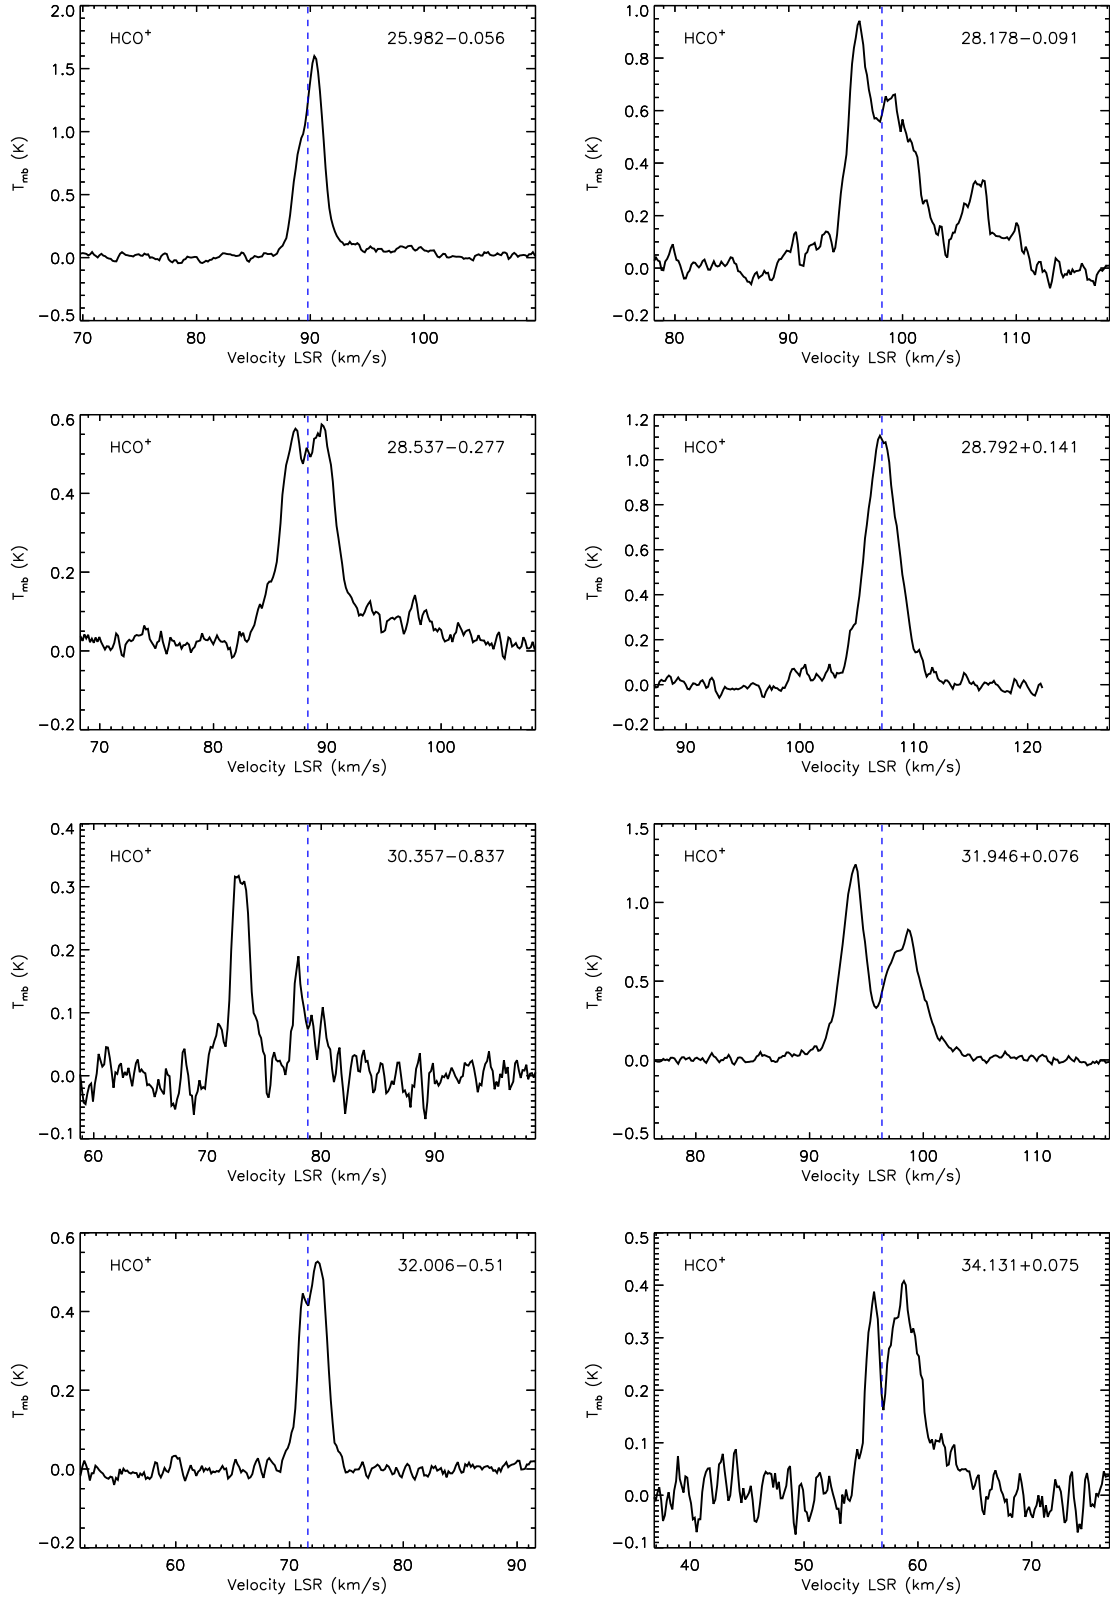 HCO+ 25.982−0.056
2.0
1.5
1.0
0.5
0.0
−0.5
Tmb (K)
70 80 90 100
Velocity LSR (km/s)
HCO+ 28.178−0.091
1.0
0.8
0.6
0.4
0.2
0.0
−0.2
Tmb (K)
80 90 100 110
Velocity LSR (km/s)
HCO+ 28.537−0.277
0.6
0.4
0.2
0.0
−0.2
Tmb (K)
70 80 90 100
Velocity LSR (km/s)
HCO+ 28.792+0.141
1.2
1.0
0.8
0.6
0.4
0.2
0.0
−0.2
Tmb (K)
90 100 110 120
Velocity LSR (km/s)
HCO+ 30.357−0.837
0.4
0.3
0.2
0.1
0.0
−0.1
Tmb (K)
60 70 80 90
Velocity LSR (km/s)
HCO+ 31.946+0.076
1.5
1.0
0.5
0.0
−0.5
Tmb (K)
80 90 100 110
Velocity LSR (km/s)
HCO+ 32.006−0.51
0.6
0.4
0.2
0.0
−0.2
Tmb (K)
60 70 80 90
Velocity LSR (km/s)
HCO+ 34.131+0.075
0.5
0.4
0.3
0.2
0.1
0.0
−0.1
Tmb (K)
40 50 60 70
Velocity LSR (km/s)